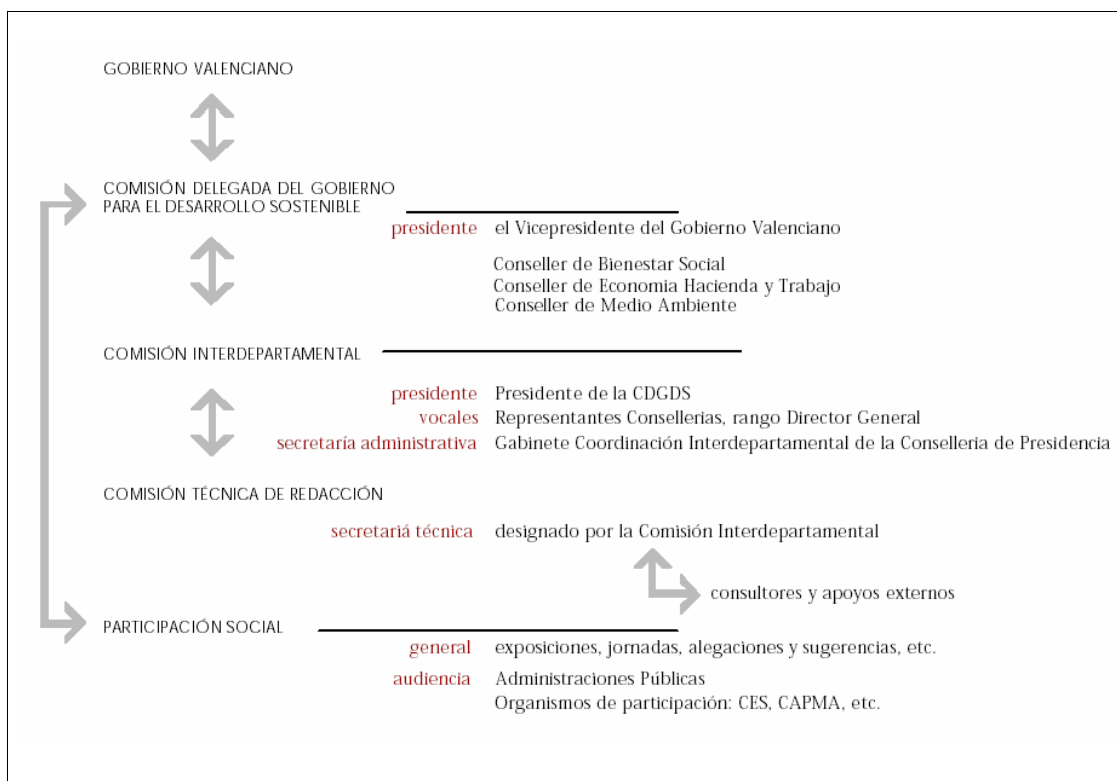 GOBIERNO VALENCIANO
COMISIÓN DELEGADA DEL GOBIERNO
PARA EL DESARROLLO SOSTENIBLE
presidente el Vicepresidente del Gobierno Valenciano
Conseller de Bienestar Social
Conseller de Economia Hacienda y Trabajo
Conseller de Medio Ambiente
COMISIÓN INTERDEPARTAMENTAL
presidente Presidente de la CDGDS
vocales Representantes Consellerias, rango Director General
secretaría administrativa Gabinete Coordinación Interdepartamental de la Conselleria de Presidencia
COMISIÓN TÉCNICA DE REDACCIÓN
secretariá técnica designado por la Comisión Interdepartamental
consultores y apoyos externos
PARTICIPACIÓN SOCIAL
general exposiciones, jornadas, alegaciones y sugerencias, etc.
audiencia Administraciones Públicas
Organismos de participación: CES, CAPMA, etc.